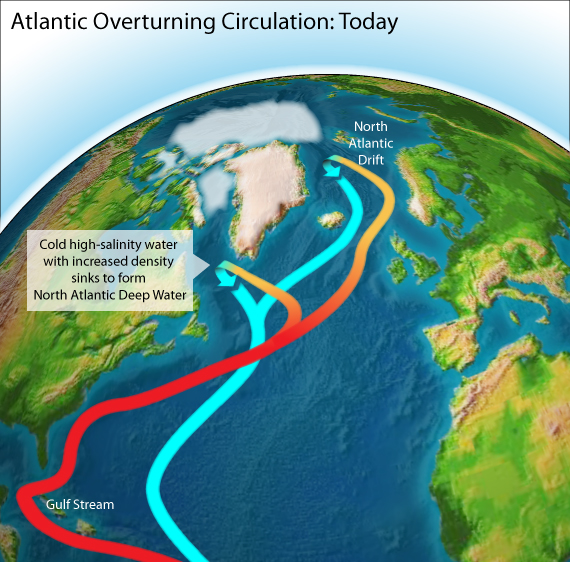 Atlantic Overturning Circulation: Today
North
Atlantic
Drift
Cold high-salinity water
with increased density
sinks to form
North Atlantic Deep Water
Gulf Stream